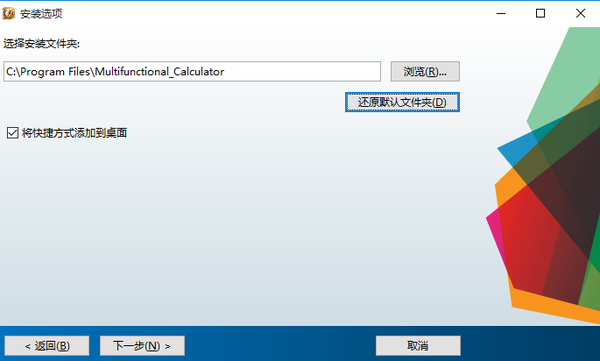 安装选项
选择安装文件夹:
C:\Program Files\Multifunctional_Calculator
浏览(R)...
还原默认文件夹(D)
将快捷方式添加到桌面
< 返回(B) 下一步(N) > 取消